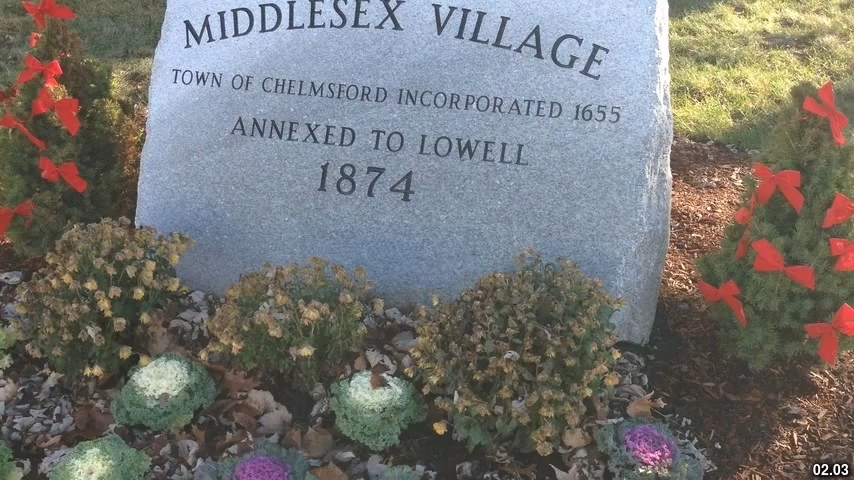 MIDDLESEX VILLAGE
TOWN OF CHELMSFORD INCORPORATED 1655
ANNEXED TO LOWELL
1874
02.03